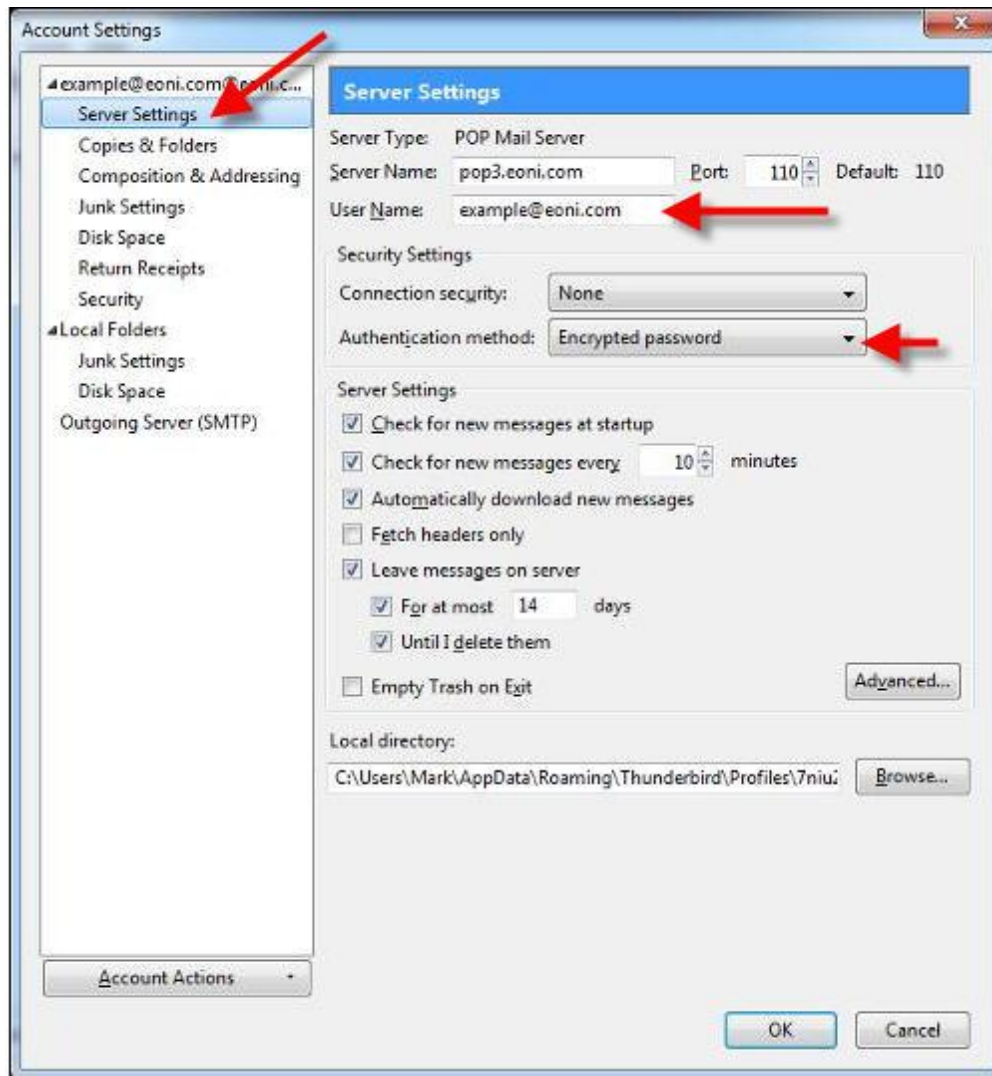 Account Settings
example@eoni.com@eoni.c...
Server Settings
Copies & Folders
Composition & Addressing
Junk Settings
Disk Space
Return Receipts
Security
Local Folders
Junk Settings
Disk Space
Outgoing Server (SMTP)
Account Actions
Server Settings
Server Type: POP Mail Server
Server Name: pop3.eoni.com Port: 110 Default: 110
User Name: example@eoni.com
Security Settings
Connection security: None
Authentication method: Encrypted password
Server Settings
Check for new messages at startup
Check for new messages every 10 minutes
Automatically download new messages
Fetch headers only
Leave messages on server
For at most 14 days
Until I delete them
Empty Trash on Exit Advanced...
Local directory:
C:\Users\Mark\AppData\Roaming\Thunderbird\Profiles\7niu2 Browse...
OK Cancel